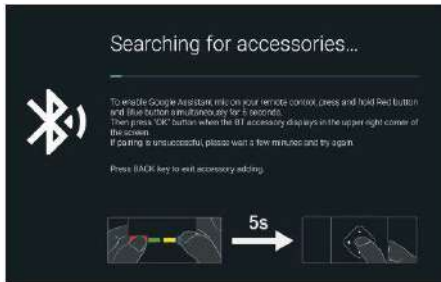 Searching for accessories...
To enable Google Assistant mic on your remote control, press and hold Red button
and Blue button simultaneously for 5 seconds.
Then press "OK" button when the BT accessory displays in the upper right corner of
the screen.
If pairing is unsuccessful, please wait a few minutes and try again.
Press BACK key to exit accessory adding.
5s